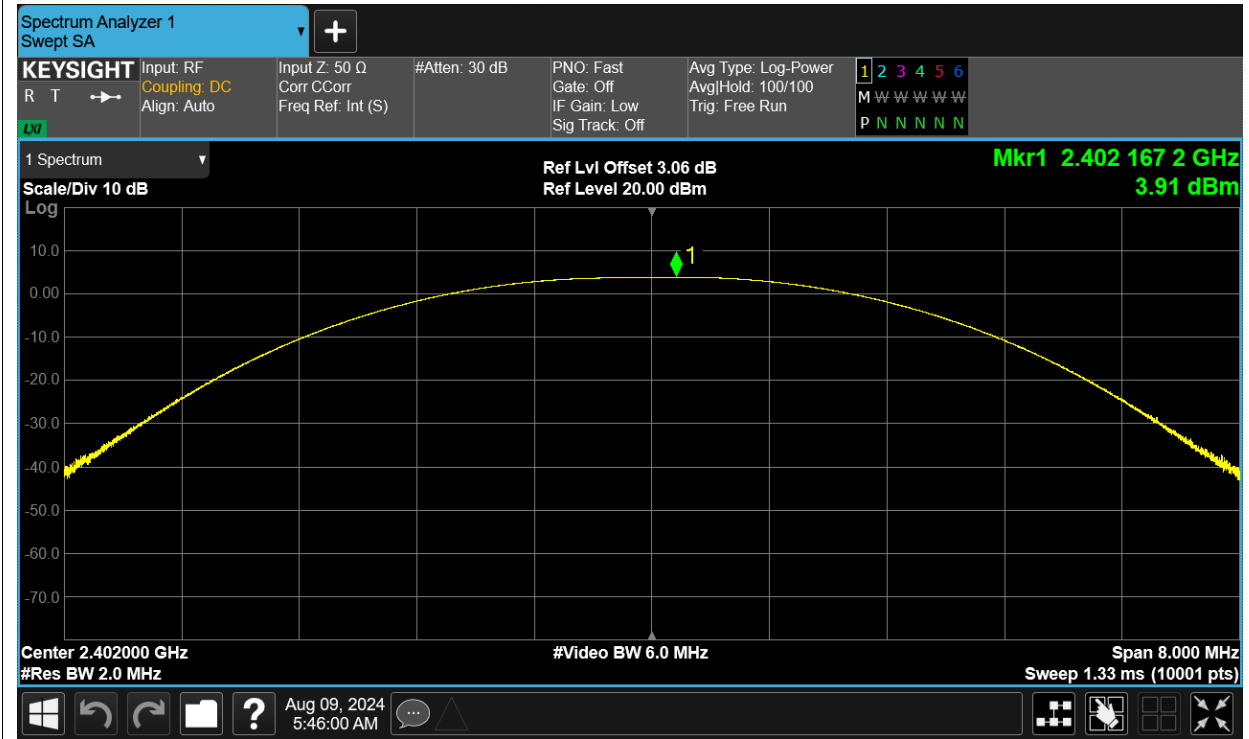 Spectrum Analyzer 1
Swept SA
KEYSIGHT
R T
LXI
Input: RF
Coupling: DC
Align: Auto
Input Z: 50 Ω
Corr CCorr
Freq Ref: Int (S)
#Atten: 30 dB
PNO: Fast
Gate: Off
IF Gain: Low
Sig Track: Off
Avg Type: Log-Power
Avg|Hold: 100/100
Trig: Free Run
1 2 3 4 5 6
M W W W W W
P N N N N N
1 Spectrum
Scale/Div 10 dB
Ref Lvl Offset 3.06 dB
Ref Level 20.00 dBm
Mkr1 2.402 167 2 GHz
3.91 dBm
Log
1
10.0
0.00
-10.0
-20.0
-30.0
-40.0
-50.0
-60.0
-70.0
Center 2.402000 GHz
#Res BW 2.0 MHz
#Video BW 6.0 MHz
Span 8.000 MHz
Sweep 1.33 ms (10001 pts)
?
Aug 09, 2024
5:46:00 AM